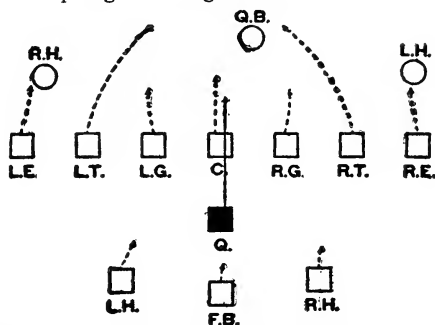 Q.B.
R.H. L.H.
L.E. L.T. L.G. C. R.G. R.T. R.E.
Q.
L.H. F.B. R.H.